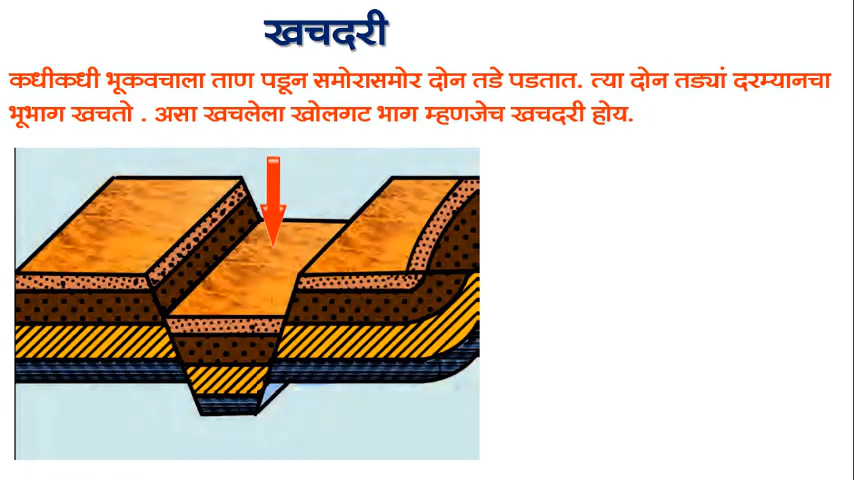 खचदरी
कधीकधी भूकवचाला ताण पडून समोरासमोर दोन तडे पडतात. त्या दोन तड्यां दरम्यानचा
भूभाग खचतो . असा खचलेला खोलगट भाग म्हणजेच खचदरी होय.